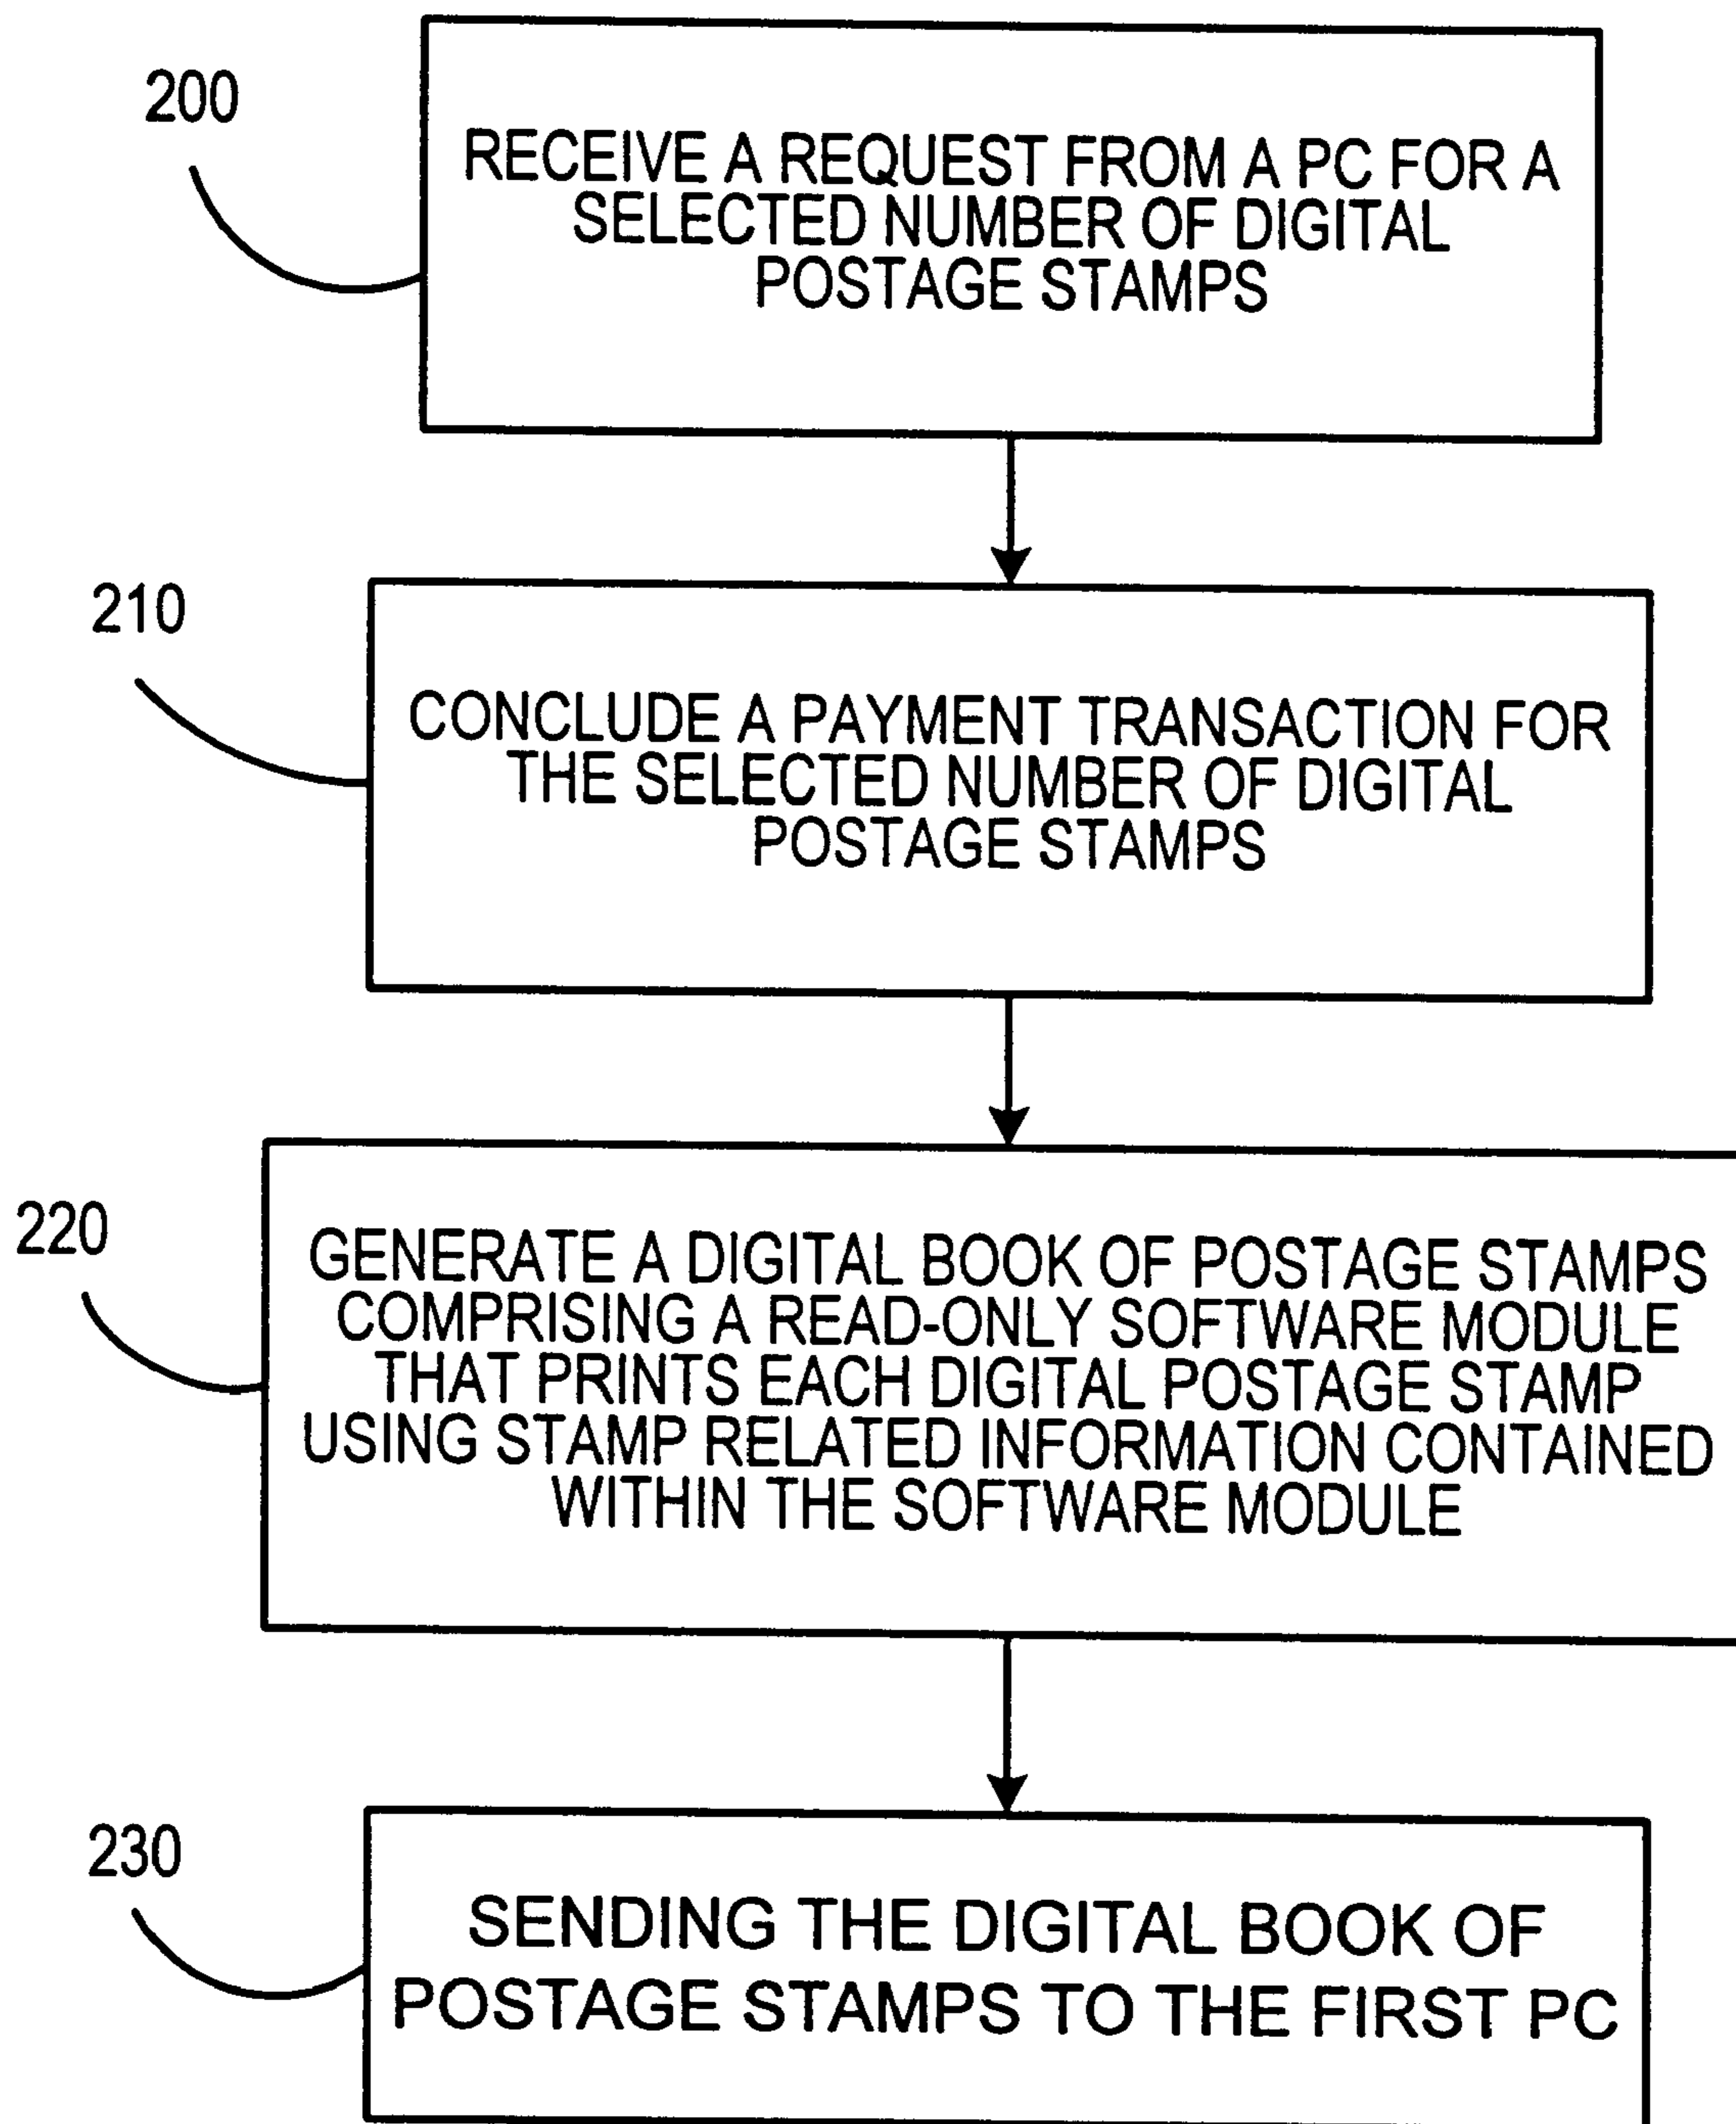 200
RECEIVE A REQUEST FROM A PC FOR A
SELECTED NUMBER OF DIGITAL
POSTAGE STAMPS
210
CONCLUDE A PAYMENT TRANSACTION FOR
THE SELECTED NUMBER OF DIGITAL
POSTAGE STAMPS
220
GENERATE A DIGITAL BOOK OF POSTAGE STAMPS
COMPRISING A READ-ONLY SOFTWARE MODULE
THAT PRINTS EACH DIGITAL POSTAGE STAMP
USING STAMP RELATED INFORMATION CONTAINED
WITHIN THE SOFTWARE MODULE
230
SENDING THE DIGITAL BOOK OF
POSTAGE STAMPS TO THE FIRST PC